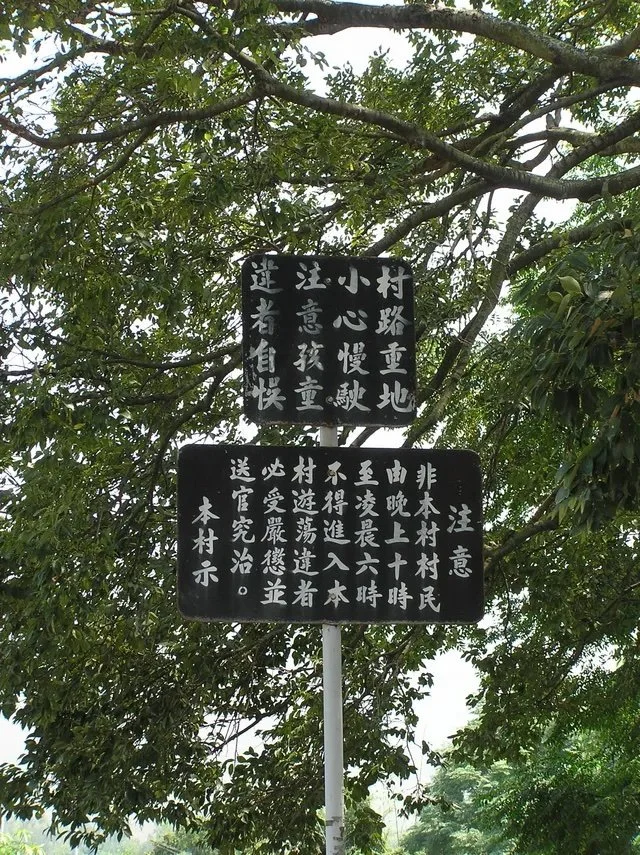 村路重地
小心慢駛
注意孩童。
違者自悞
注意
非本村村民
由晚上十時
至凌晨六時
不得進入本
村遊蕩違者
必受嚴懲並
送官究治。
本村示